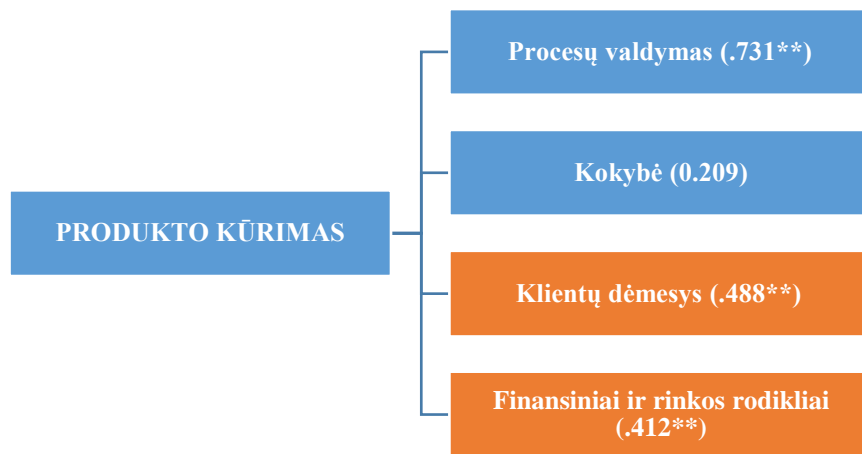 Procesų valdymas (.731**)
Kokybė (0.209)
PRODUKTO KŪRIMAS
Klientų dėmesys (.488**)
Finansiniai ir rinkos rodikliai
(.412**)